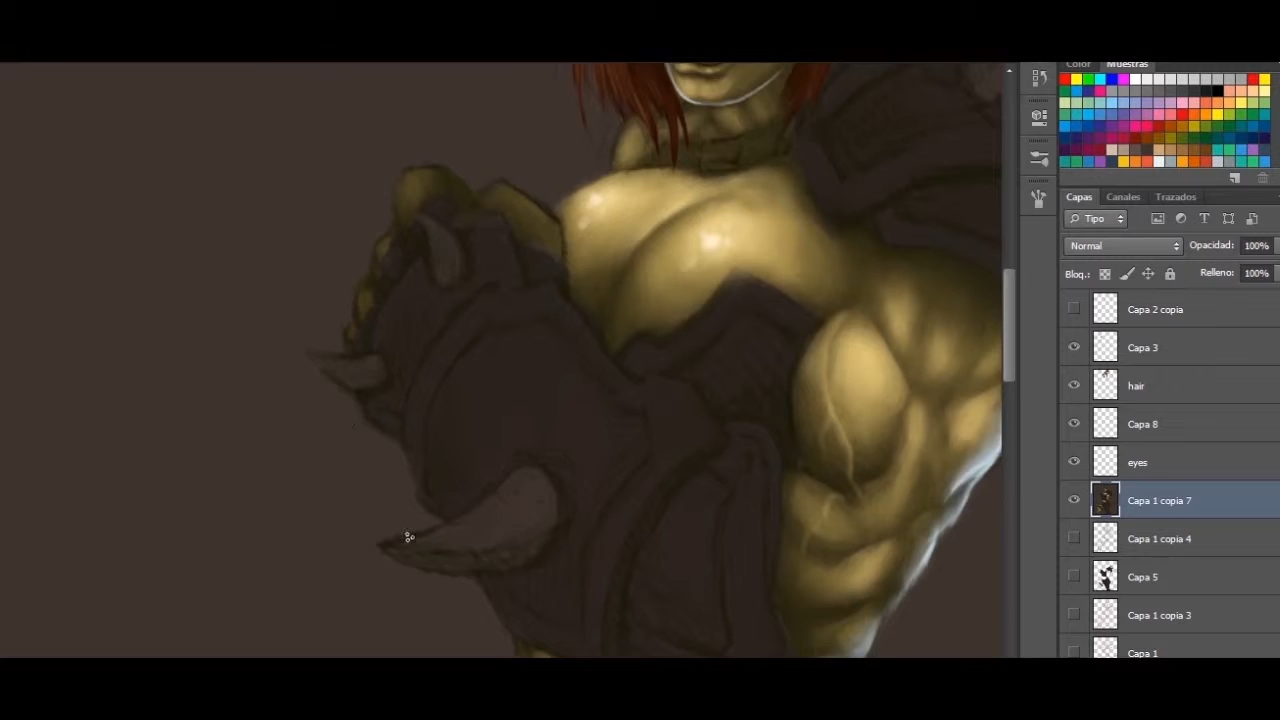 Color Muestras
Capas Canales Trazados
Tipo
Normal Opacidad: 100%
Bloq.: Relleno: 100%
Capa 2 copia
Capa 3
hair
Capa 8
eyes
Capa 1 copia 7
Capa 1 copia 4
Capa 5
Capa 1 copia 3
Capa 1